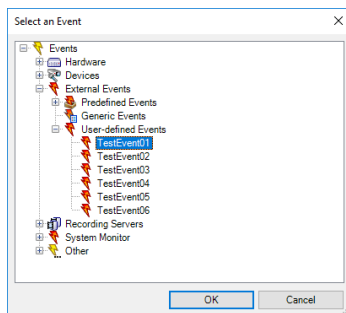 Select an Event
Events
Hardware
Devices
External Events
Predefined Events
Generic Events
User-defined Events
TestEvent01
TestEvent02
TestEvent03
TestEvent04
TestEvent05
TestEvent06
Recording Servers
System Monitor
Other
OK Cancel